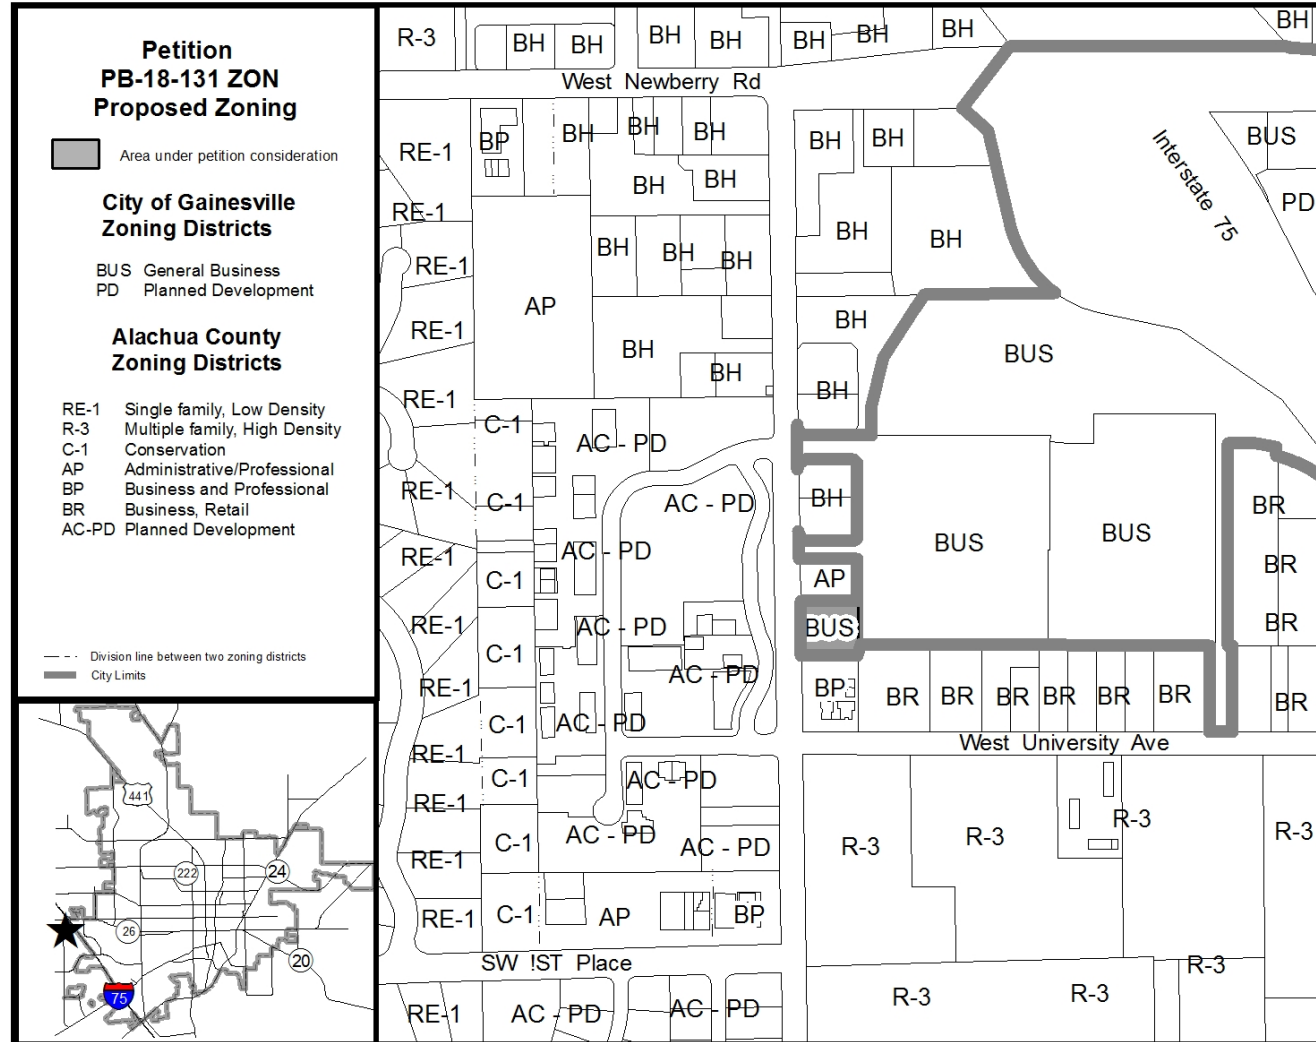 Petition
PB-18-131 ZON
Proposed Zoning
Area under petition consideration
City of Gainesville
Zoning Districts
BUS General Business
PD Planned Development
Alachua County
Zoning Districts
RE-1 Single family, Low Density
R-3 Multiple family, High Density
C-1 Conservation
AP Administrative/Professional
BP Business and Professional
BR Business, Retail
AC-PD Planned Development
Division line between two zoning districts
City Limits
441
222
24
26
20
75
R-3 BH BH BH BH BH BH BH BH
West Newberry Rd
BP BH BH BH BH BH BUS
RE-1
Interstate 75
BH BH PD
RE-1
BH BH BH BH BH
RE-1
AP
RE-1 BH BH BUS
BH BH
RE-1
C-1 AC - PD
RE-1 C-1 AC - PD BH BR
AC - PD BUS BUS
RE-1 C-1 AP BR
RE-1 AC - PD BUS BR
C-1
RE-1 AC - PD BP BR BR BR BR BR BR BR
C-1 AC - PD
RE-1 West University Ave
C-1 AC - PD
RE-1
C-1 AC - PD AC - PD R-3 R-3 R-3 R-3
RE-1
RE-1 C-1 AP BP
SW !ST Place R-3
RE-1 AC - PD AC - PD R-3 R-3